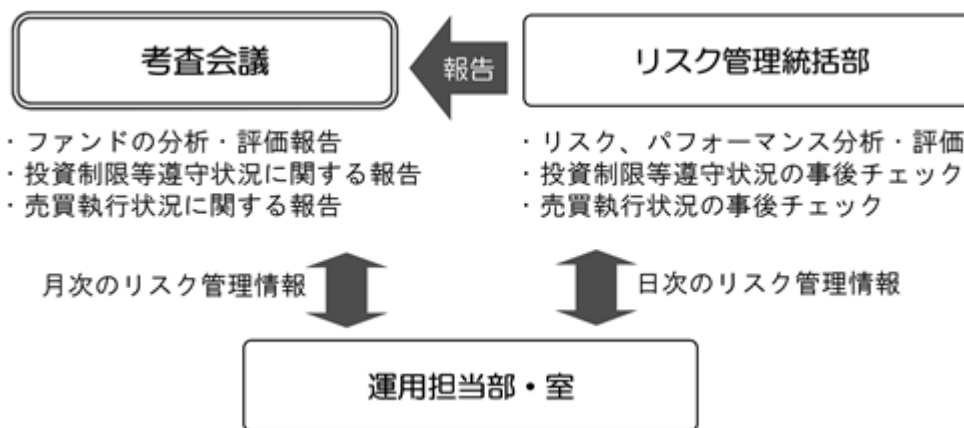 考査会議
報告
リスク管理統括部
・ファンドの分析・評価報告
・投資制限等遵守状況に関する報告
・売買執行状況に関する報告
・リスク、パフォーマンス分析・評価
・投資制限等遵守状況の事後チェック
・売買執行状況の事後チェック
月次のリスク管理情報
日次のリスク管理情報
運用担当部・室